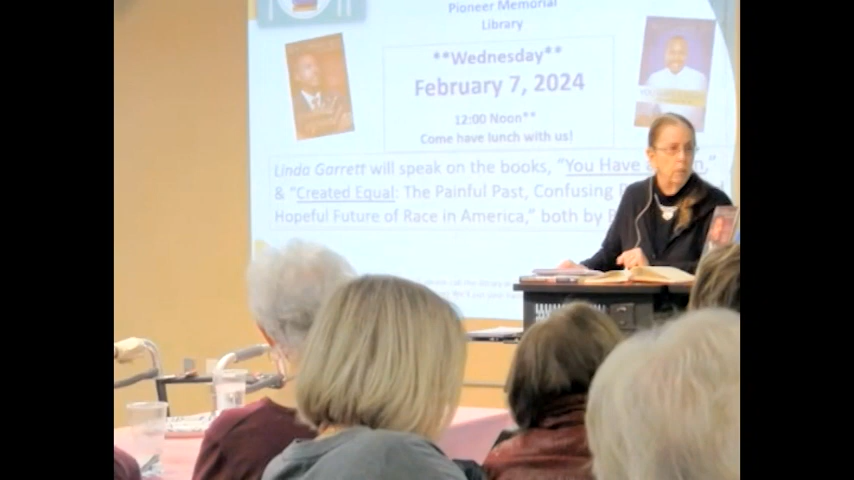 Pioneer Memorial
Library
**Wednesday**
February 7, 2024
12:00 Noon**
Come have lunch with us!
Linda Garrett will speak on the books, "You Have
& "Created Equal: The Painful Past, Confusing
Hopeful Future of Race in America," both by